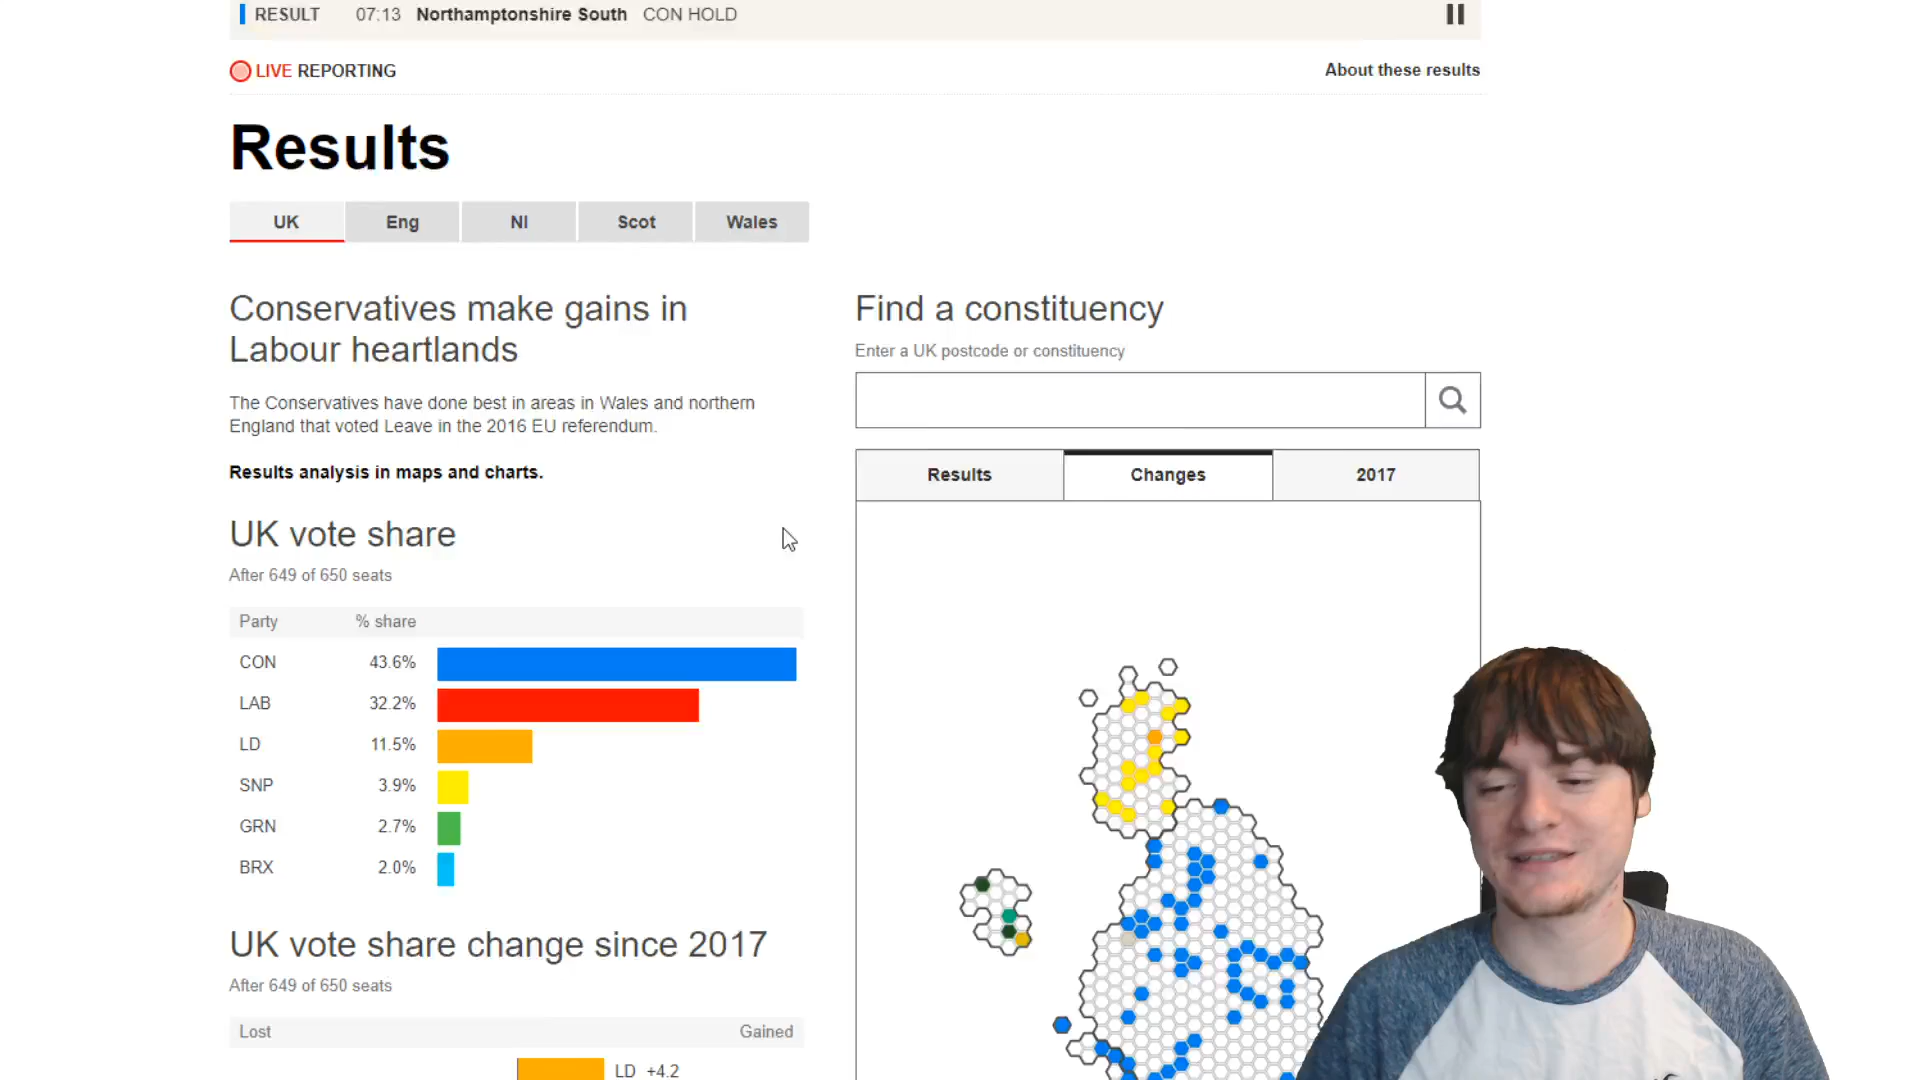 RESULT 07:13 Northamptonshire South CON HOLD
LIVE REPORTING
About these results
Results
UK Eng NI Scot Wales
Conservatives make gains in
Labour heartlands
The Conservatives have done best in areas in Wales and northern
England that voted Leave in the 2016 EU referendum.
Results analysis in maps and charts.
UK vote share
After 649 of 650 seats
Party % share
CON 43.6%
LAB 32.2%
LD 11.5%
SNP 3.9%
GRN 2.7%
BRX 2.0%
UK vote share change since 2017
After 649 of 650 seats
Lost Gained
LD +4.2
Find a constituency
Enter a UK postcode or constituency
Results Changes 2017